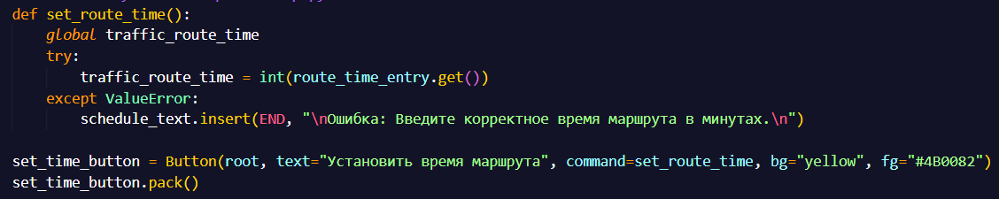 def set_route_time():
    global traffic_route_time
    try:
        traffic_route_time = int(route_time_entry.get())
    except ValueError:
        schedule_text.insert(END, "\nОшибка: Введите корректное время маршрута в минутах.\n")
set_time_button = Button(root, text="Установить время маршрута", command=set_route_time, bg="yellow", fg="#4B0082")
set_time_button.pack()